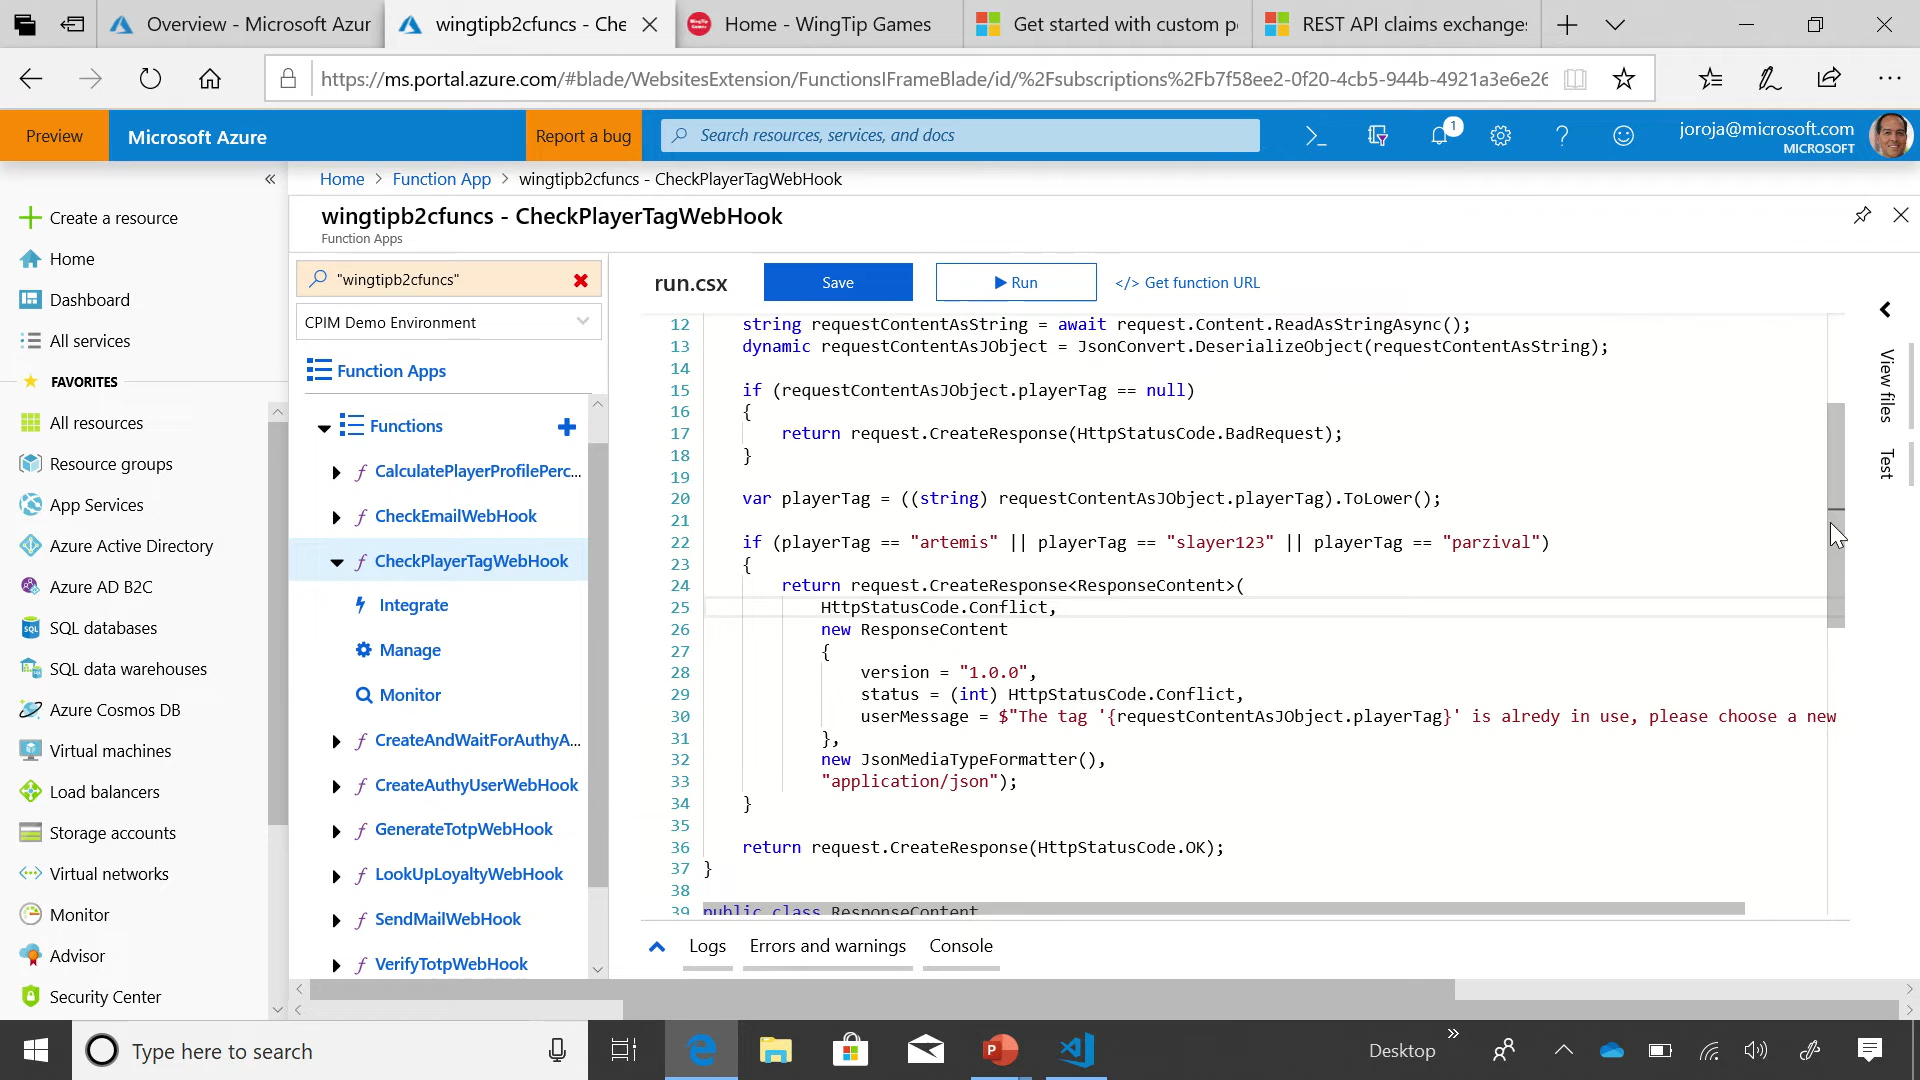 Overview - Microsoft Azur
wingtipb2cfuncs - Che
Home - WingTip Games
Get started with custom p
REST API claims exchange
https://ms.portal.azure.com/#blade/WebsitesExtension/FunctionsIFrameBlade/id/%2Fsubscriptions%2Fb7f58ee2-0f20-4cb5-944b-4921a3e6e26
Preview
Microsoft Azure
Report a bug
Search resources, services, and docs
1
joroja@microsoft.com
MICROSOFT
Home > Function App > wingtipb2cfuncs - CheckPlayerTagWebHook
Create a resource
Home
Dashboard
All services
FAVORITES
All resources
Resource groups
App Services
Azure Active Directory
Azure AD B2C
SQL databases
SQL data warehouses
Azure Cosmos DB
Virtual machines
Load balancers
Storage accounts
Virtual networks
Monitor
Advisor
Security Center
wingtipb2cfuncs - CheckPlayerTagWebHook
Function Apps
"wingtipb2cfuncs"
CPIM Demo Environment
Function Apps
Functions
CalculatePlayerProfilePerc...
CheckEmailWebHook
CheckPlayerTagWebHook
Integrate
Manage
Monitor
CreateAndWaitForAuthyA...
CreateAuthyUserWebHook
GenerateTotpWebHook
LookUpLoyaltyWebHook
SendMailWebHook
VerifyTotpWebHook
run.csx
Save
Run
</> Get function URL
12 string requestContentAsString = await request.Content.ReadAsStringAsync();
13 dynamic requestContentAsJObject = JsonConvert.DeserializeObject(requestContentAsString);
14
15 if (requestContentAsJObject.playerTag == null)
16 {
17 return request.CreateResponse(HttpStatusCode.BadRequest);
18 }
19
20 var playerTag = ((string) requestContentAsJObject.playerTag).ToLower();
21
22 if (playerTag == "artemis" || playerTag == "slayer123" || playerTag == "parzival")
23 {
24 return request.CreateResponse<ResponseContent>(
25 HttpStatusCode.Conflict,
26 new ResponseContent
27 {
28 version = "1.0.0",
29 status = (int) HttpStatusCode.Conflict,
30 userMessage = $"The tag '{requestContentAsJObject.playerTag}' is alredy in use, please choose a new
31 },
32 new JsonMediaTypeFormatter(),
33 "application/json");
34 }
35
36 return request.CreateResponse(HttpStatusCode.OK);
37 }
38
39 public class ResponseContent
View files
Test
Logs
Errors and warnings
Console
Type here to search
Desktop